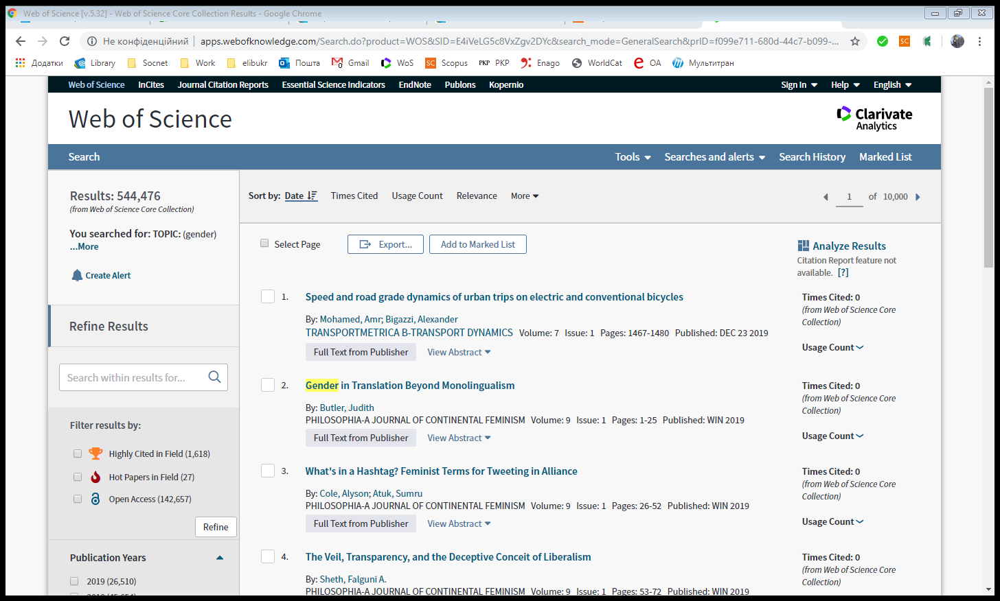 Web of Science [v.5.32] - Web of Science Core Collection Results - Google Chrome
Не конфіденційний apps.webofknowledge.com/Search.do?product=WOS&SID=E4iVeLG5c8VxZgv2DYc&search_mode=GeneralSearch&prID=f099e711-680d-44c7-b099-...
Додатки Library Socnet Work elibukr Пошта Gmail WoS SC Scopus PKP PKP Enago WorldCat OA Мультитран
Web of Science InCites Journal Citation Reports Essential Science Indicators EndNote Publons Kopernio Sign In Help English
Web of Science
Clarivate
Analytics
Search Tools Searches and alerts Search History Marked List
Results: 544,476
(from Web of Science Core Collection)
You searched for: TOPIC: (gender)
...More
Create Alert
Refine Results
Search within results for...
Filter results by:
Highly Cited in Field (1,618)
Hot Papers in Field (27)
Open Access (142,657)
Refine
Publication Years
2019 (26,510)
Sort by: Date Times Cited Usage Count Relevance More
1 of 10,000
Select Page Export... Add to Marked List
Analyze Results
Citation Report feature not
available. [?]
1. Speed and road grade dynamics of urban trips on electric and conventional bicycles
By: Mohamed, Amr; Bigazzi, Alexander
TRANSPORTMETRICA B-TRANSPORT DYNAMICS Volume: 7 Issue: 1 Pages: 1467-1480 Published: DEC 23 2019
Full Text from Publisher View Abstract
Times Cited: 0
(from Web of Science Core
Collection)
Usage Count
2. Gender in Translation Beyond Monolingualism
By: Butler, Judith
PHILOSOPHIA-A JOURNAL OF CONTINENTAL FEMINISM Volume: 9 Issue: 1 Pages: 1-25 Published: WIN 2019
Full Text from Publisher View Abstract
Times Cited: 0
(from Web of Science Core
Collection)
Usage Count
3. What's in a Hashtag? Feminist Terms for Tweeting in Alliance
By: Cole, Alyson; Atuk, Sumru
PHILOSOPHIA-A JOURNAL OF CONTINENTAL FEMINISM Volume: 9 Issue: 1 Pages: 26-52 Published: WIN 2019
Full Text from Publisher View Abstract
Times Cited: 0
(from Web of Science Core
Collection)
Usage Count
4. The Veil, Transparency, and the Deceptive Conceit of Liberalism
By: Sheth, Falguni A.
PHILOSOPHIA-A JOURNAL OF CONTINENTAL FEMINISM Volume: 9 Issue: 1 Pages: 53-72 Published: WIN 2019
Times Cited: 0
(from Web of Science Core
Collection)